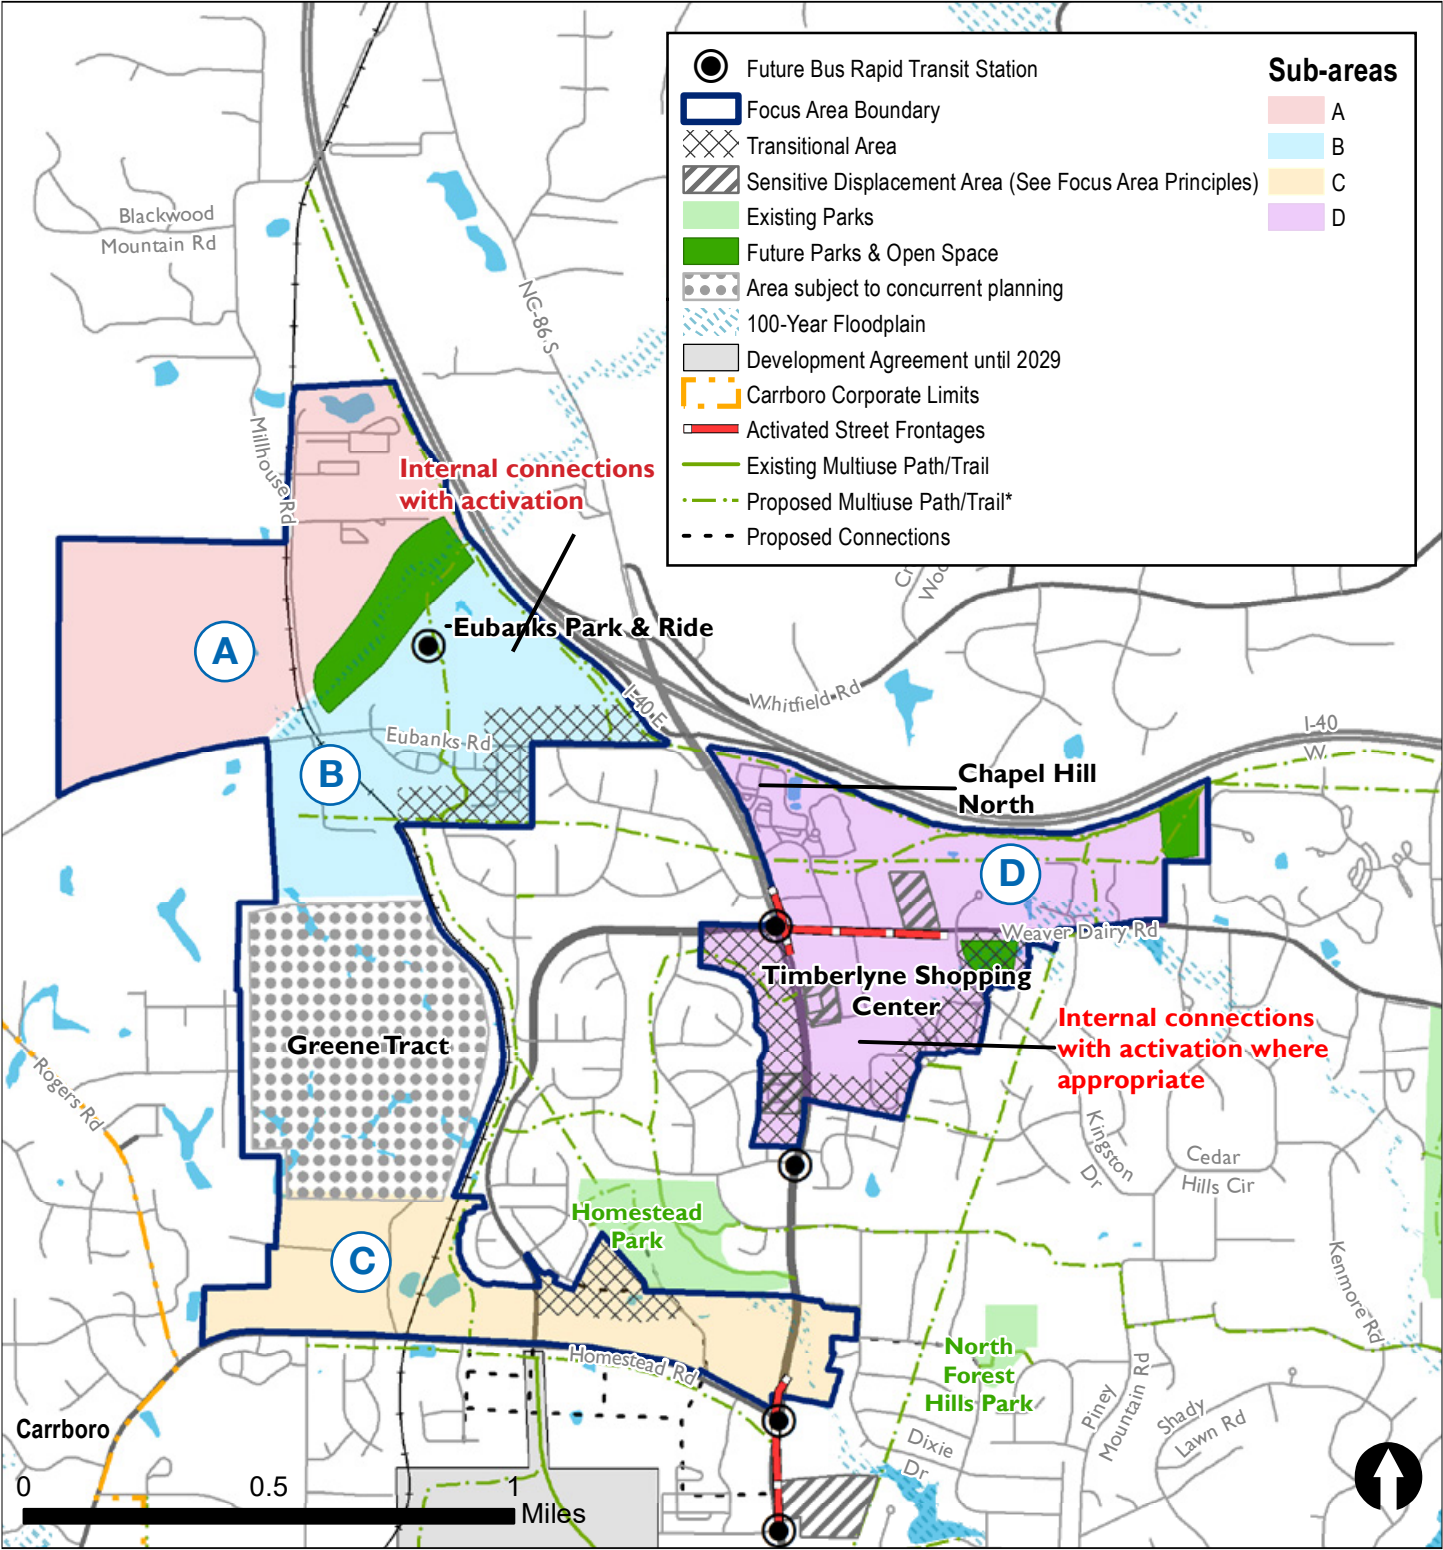 Future Bus Rapid Transit Station
Focus Area Boundary
Transitional Area
Sensitive Displacement Area (See Focus Area Principles)
Existing Parks
Future Parks & Open Space
Area subject to concurrent planning
100-Year Floodplain
Development Agreement until 2029
Carrboro Corporate Limits
Activated Street Frontages
Existing Multiuse Path/Trail
Proposed Multiuse Path/Trail*
Proposed Connections
Sub-areas
A
B
C
D
Blackwood
Mountain Rd
NC-86 S
Millhouse Rd
Internal connections
with activation
Eubanks Park & Ride
A
I-40 E
Whitfield Rd
Eubanks Rd
B
I-40
W
Chapel Hill
North
D
Weaver Dairy Rd
Timberlyne Shopping
Center
Internal connections
with activation where
appropriate
Greene Tract
Rogers Rd
Kingston
Dr
Cedar
Hills Cir
Homestead
Park
C
Kenmore Rd
Homestead Rd
North
Forest
Hills Park
Piney
Mountain Rd
Shady
Lawn Rd
Dixie
Dr
Carrboro
0
0.5
1
Miles